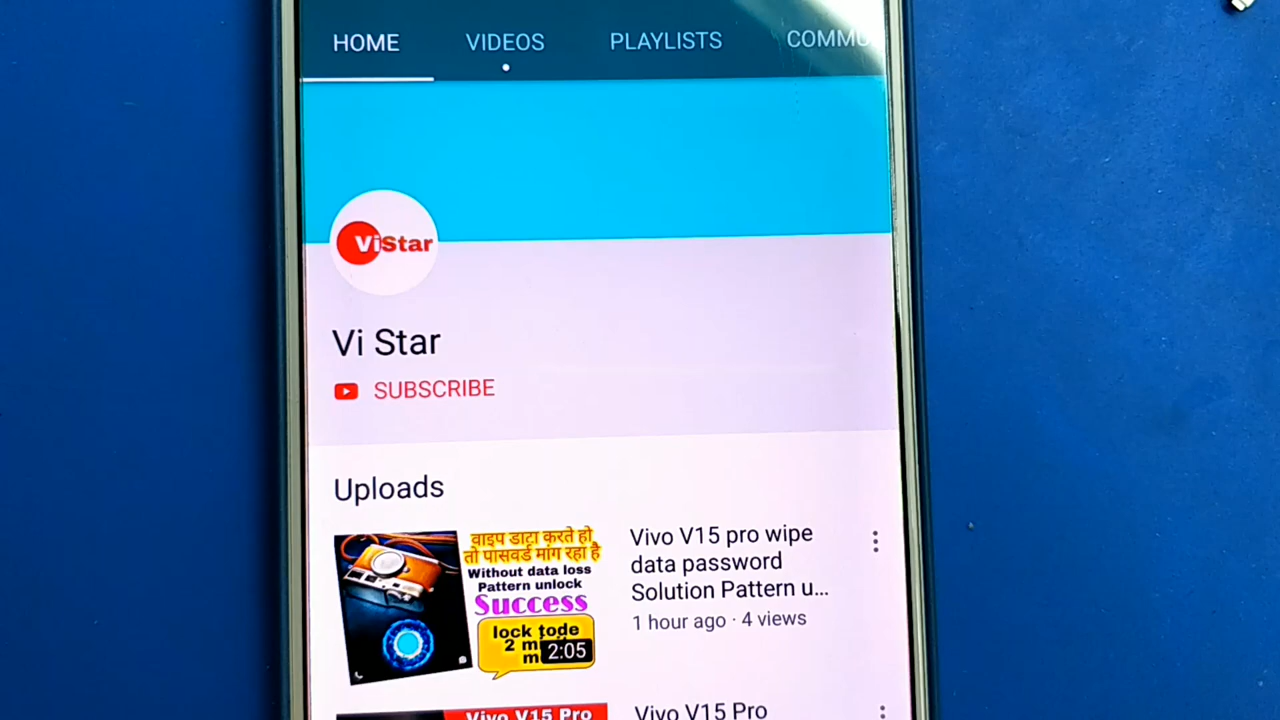 HOME VIDEOS PLAYLISTS COMMU
ViStar
Vi Star
SUBSCRIBE
Uploads
वाइप डाटा करते हो
तो पासवर्ड मांग रहा है
Without data loss
Pattern unlock
Success
lock tode
2 m
m
2:05
Vivo V15 pro wipe
data password
Solution Pattern u...
1 hour ago · 4 views
Vivo V15 Pro
Vivo V15 Pro